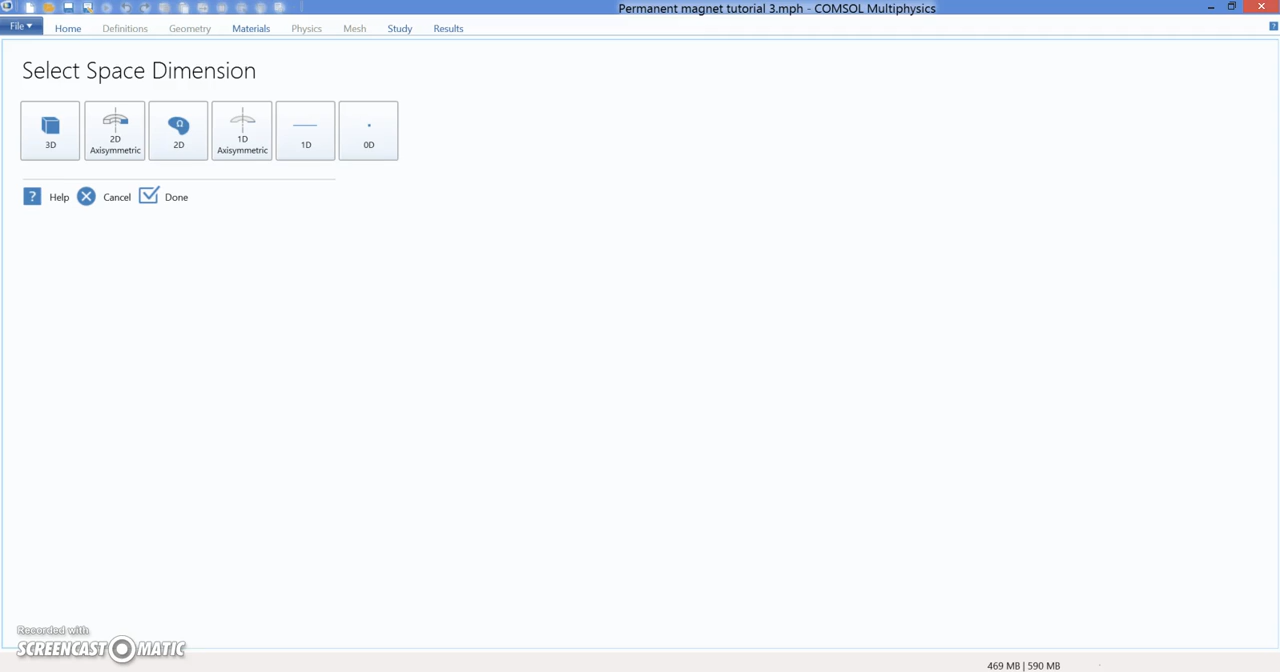 Permanent magnet tutorial 3.mph - COMSOL Multiphysics
File Home Definitions Geometry Materials Physics Mesh Study Results
Select Space Dimension
3D
2D Axisymmetric
2D
1D Axisymmetric
1D
0D
Help Cancel Done
Recorded with
SCREENCAST MATIC
469 MB | 590 MB